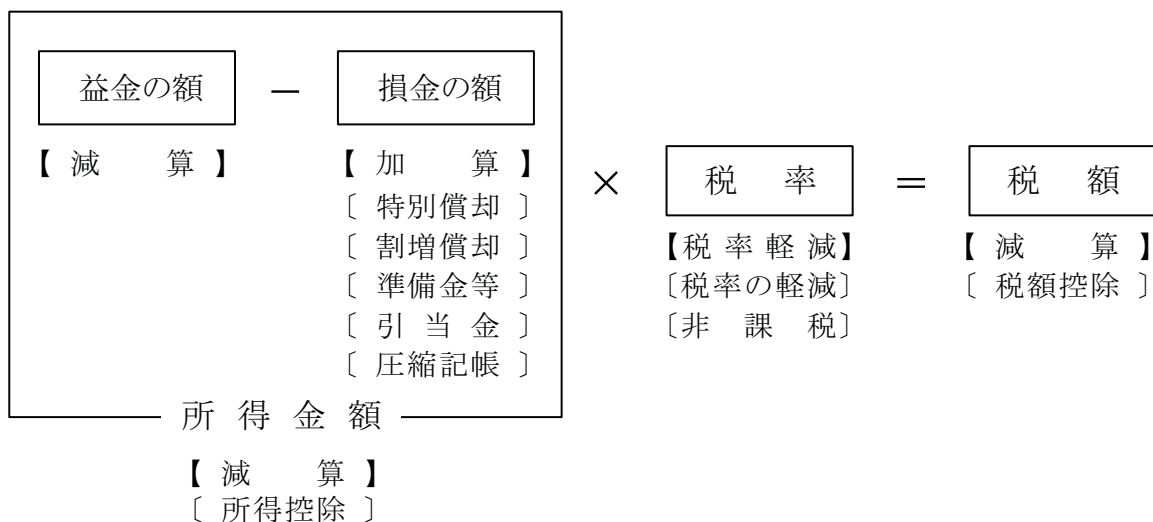 益金の額 － 損金の額
【 減　　算 】
【 加　　算 】
〔 特別償却 〕
〔 割増償却 〕
〔 準備金等 〕
〔 引 当 金 〕
〔 圧縮記帳 〕
所 得 金 額
【 減　　算 】
〔 所得控除 〕
× 税　率 ＝ 税　額
【税 率 軽 減】
〔税率の軽減〕
〔非　課　税〕
【 減　　算 】
〔 税額控除 〕